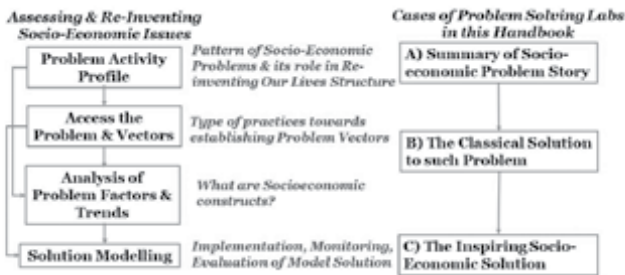 Assessing & Re-Inventing
Socio-Economic Issues
Problem Activity
Profile
Pattern of Socio-Economic
Problems & its role in Re-
inventing Our Lives Structure
Access the
Problem & Vectors
Type of practices towards
establishing Problem Vectors
Analysis of
Problem Factors &
Trends
What are Socioeconomic
constructs?
Solution Modelling
Implementation, Monitoring,
Evaluation of Model Solution
Cases of Problem Solving Labs
in this Handbook
A) Summary of Socio-
economic Problem Story
B) The Classical Solution
to such Problem
C) The Inspiring Socio-
Economic Solution